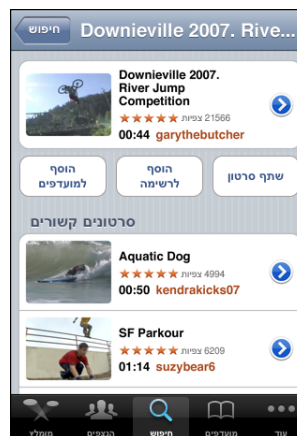 חיפוש
Downieville 2007. Rive...
Downieville 2007.
River Jump
Competition
21566 צפיות
00:44 garythebutcher
הוסף
למועדפים
הוסף
לרשימה
שתף סרטון
סרטונים קשורים
Aquatic Dog
4994 צפיות
00:50 kendrakicks07
SF Parkour
6209 צפיות
01:14 suzybear6
מומלץ
הנצפים
חיפוש
מועדפים
עוד